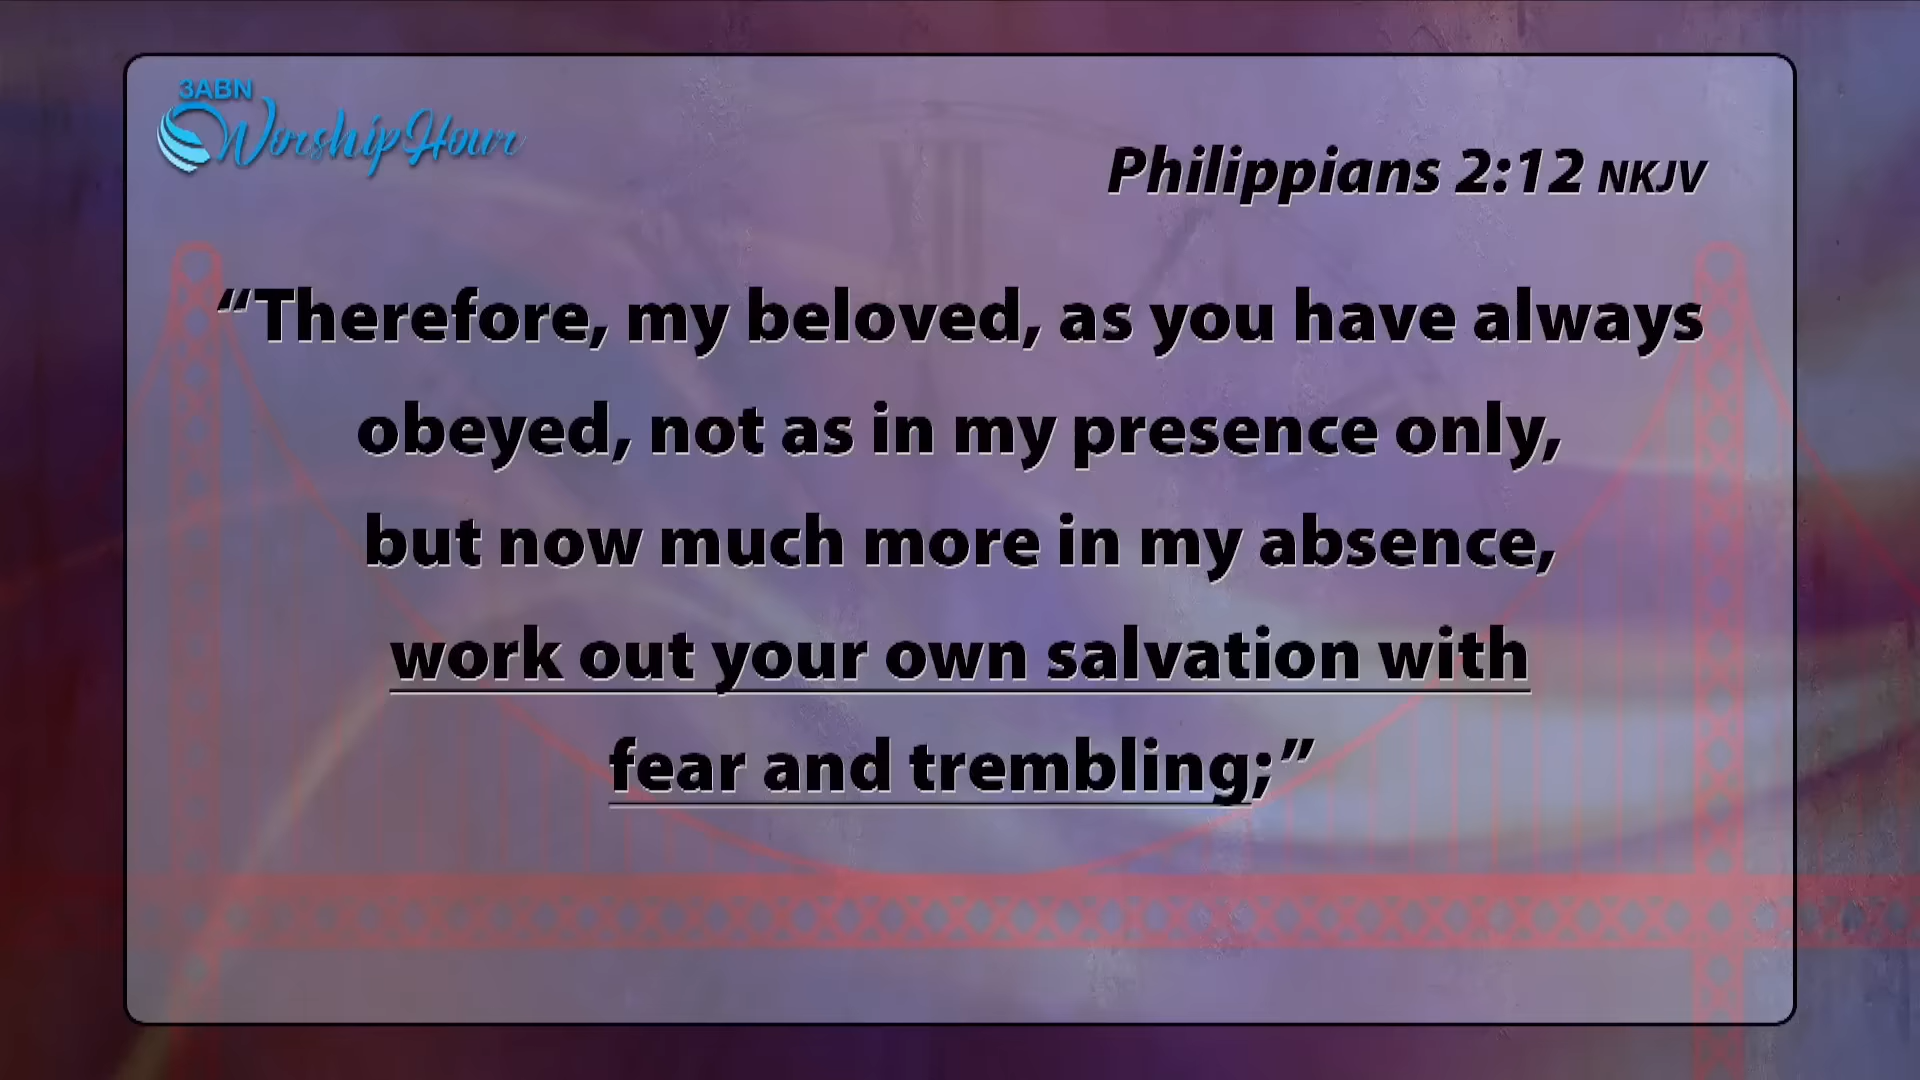 3ABN
Worship Hour
Philippians 2:12 NKJV
“Therefore, my beloved, as you have always
obeyed, not as in my presence only,
but now much more in my absence,
work out your own salvation with
fear and trembling;”